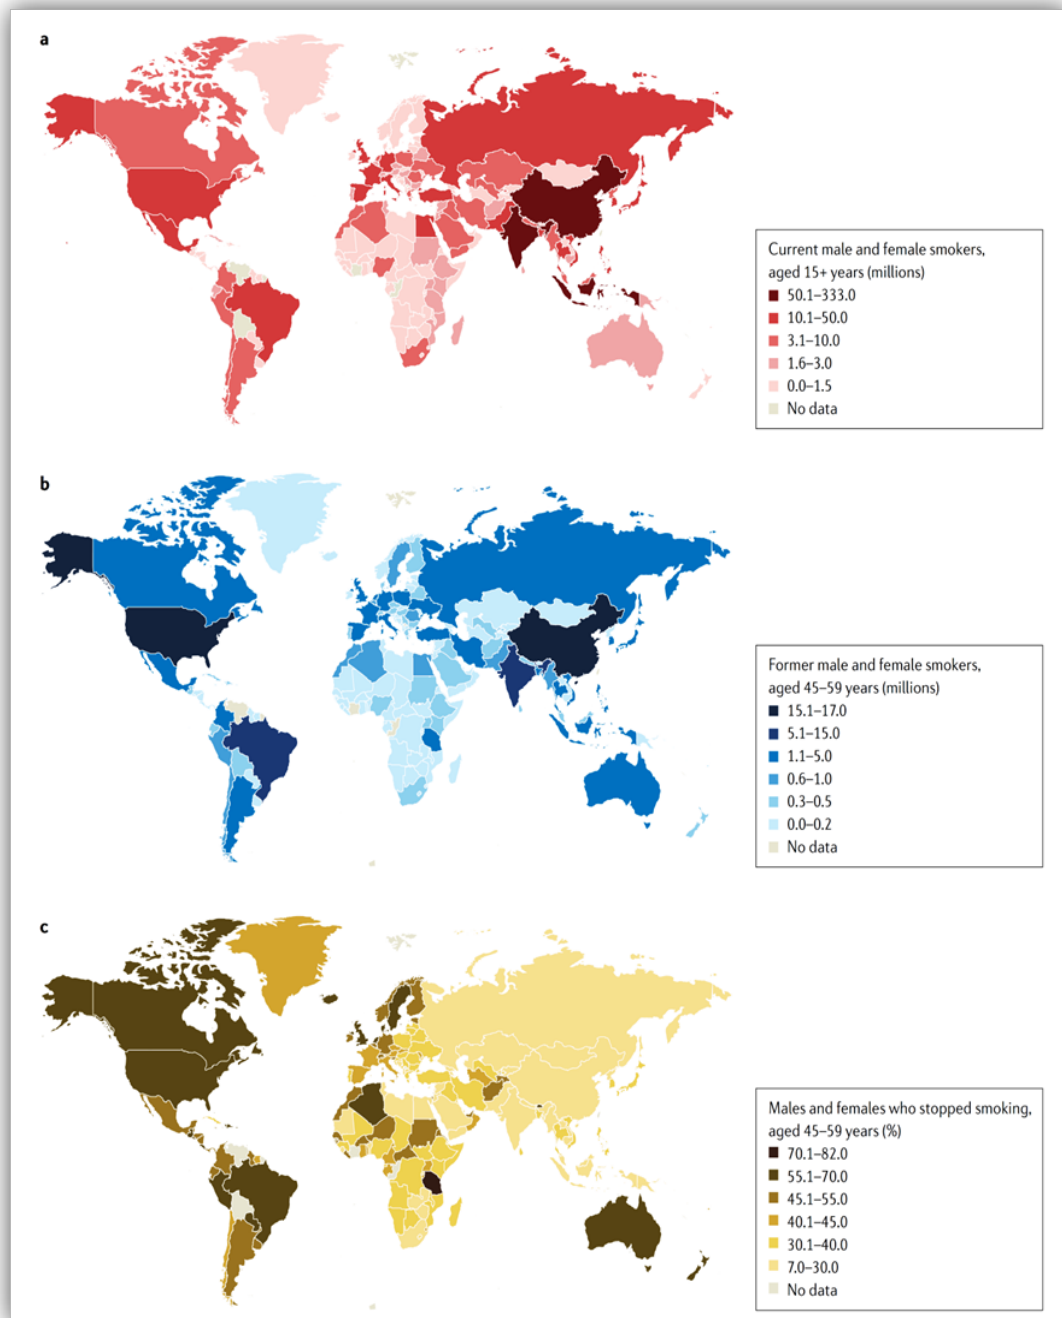 a
Current male and female smokers,
aged 15+ years (millions)
50.1–333.0
10.1–50.0
3.1–10.0
1.6–3.0
0.0–1.5
No data
b
Former male and female smokers,
aged 45–59 years (millions)
15.1–17.0
5.1–15.0
1.1–5.0
0.6–1.0
0.3–0.5
0.0–0.2
No data
c
Males and females who stopped smoking,
aged 45–59 years (%)
70.1–82.0
55.1–70.0
45.1–55.0
40.1–45.0
30.1–40.0
7.0–30.0
No data